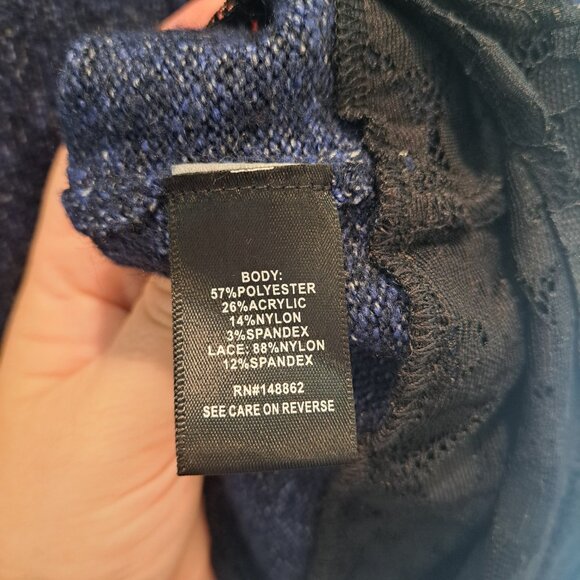 BODY:
57%POLYESTER
26%ACRYLIC
14%NYLON
3%SPANDEX
LACE: 88%NYLON
12%SPANDEX
RN#148862
SEE CARE ON REVERSE